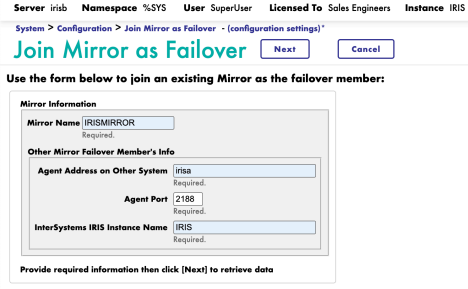 Server irisb Namespace %SYS User SuperUser Licensed To Sales Engineers Instance IRIS
System > Configuration > Join Mirror as Failover - (configuration settings)*
Join Mirror as Failover Next Cancel
Use the form below to join an existing Mirror as the failover member:
Mirror Information
Mirror Name IRISMIRROR
Required.
Other Mirror Failover Member's Info
Agent Address on Other System irisa
Required.
Agent Port 2188
Required.
InterSystems IRIS Instance Name IRIS
Required.
Provide required information then click [Next] to retrieve data